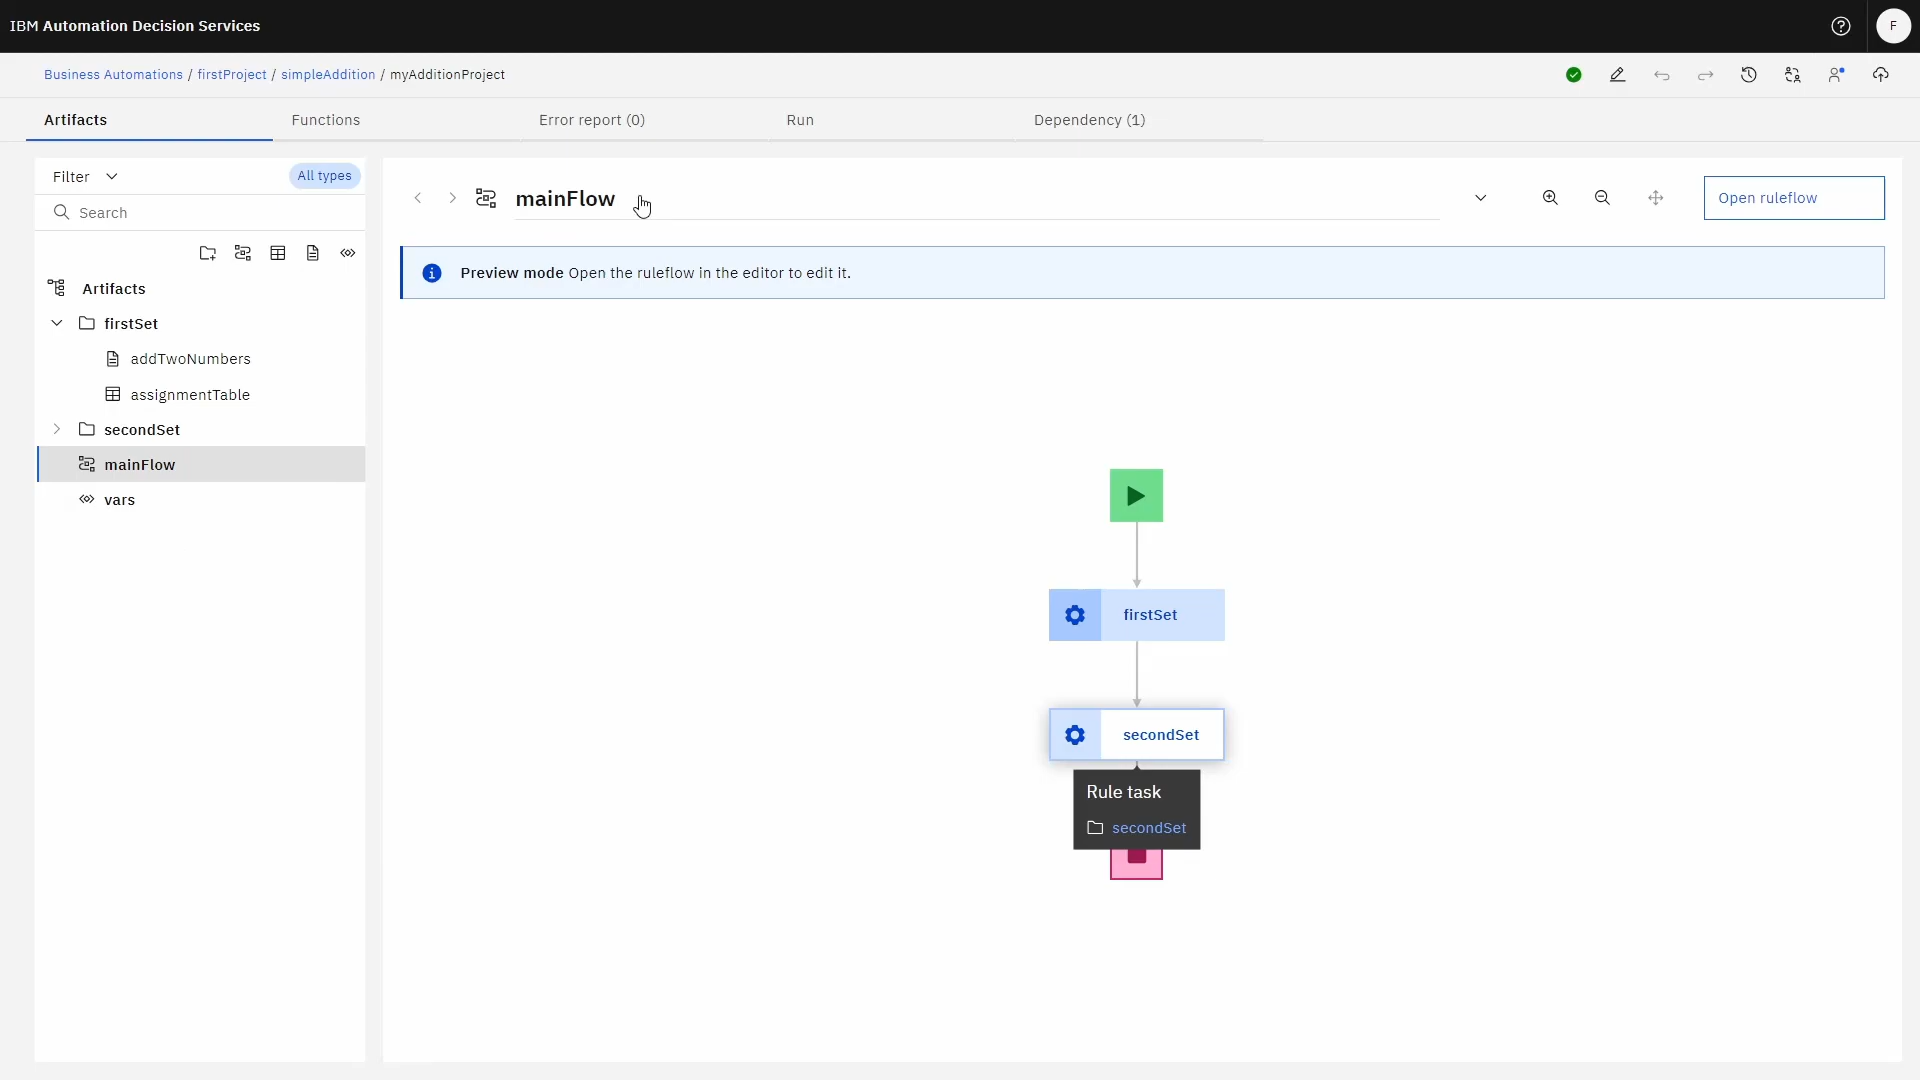 IBM Automation Decision Services
F
Business Automations / firstProject / simpleAddition / myAdditionProject
Artifacts
Functions
Error report (0)
Run
Dependency (1)
Filter
All types
Search
Artifacts
firstSet
addTwoNumbers
assignmentTable
secondSet
mainFlow
vars
mainFlow
Open ruleflow
Preview mode Open the ruleflow in the editor to edit it.
firstSet
secondSet
Rule task
secondSet